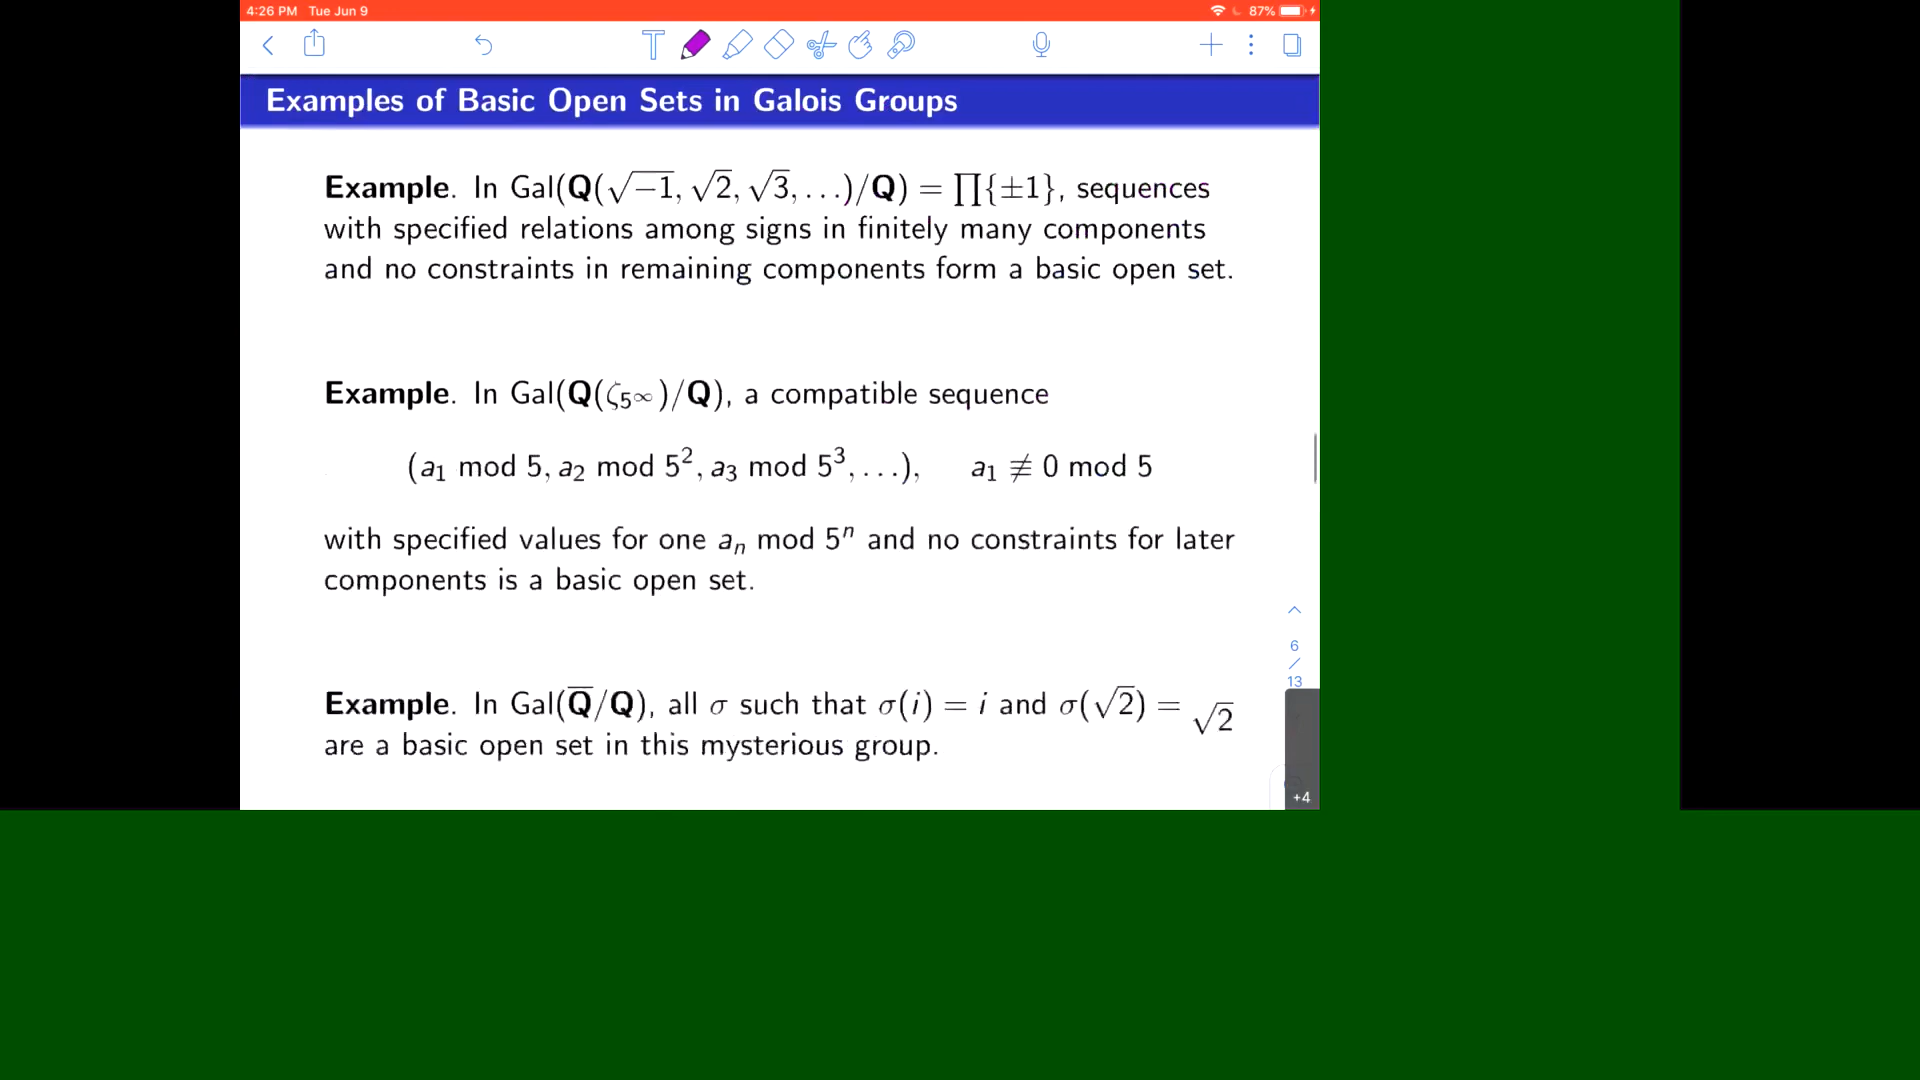 4:26 PM Tue Jun 9 87%
Examples of Basic Open Sets in Galois Groups
Example. In Gal(Q(√−1, √2, √3, ...)/Q) = ∏{±1}, sequences
with specified relations among signs in finitely many components
and no constraints in remaining components form a basic open set.
Example. In Gal(Q(ζ₅∞)/Q), a compatible sequence
(a₁ mod 5, a₂ mod 5², a₃ mod 5³, ...), a₁ ≢ 0 mod 5
with specified values for one aₙ mod 5ⁿ and no constraints for later
components is a basic open set.
Example. In Gal(Q̅/Q), all σ such that σ(i) = i and σ(√2) = √2
are a basic open set in this mysterious group.
6
/
13
+4